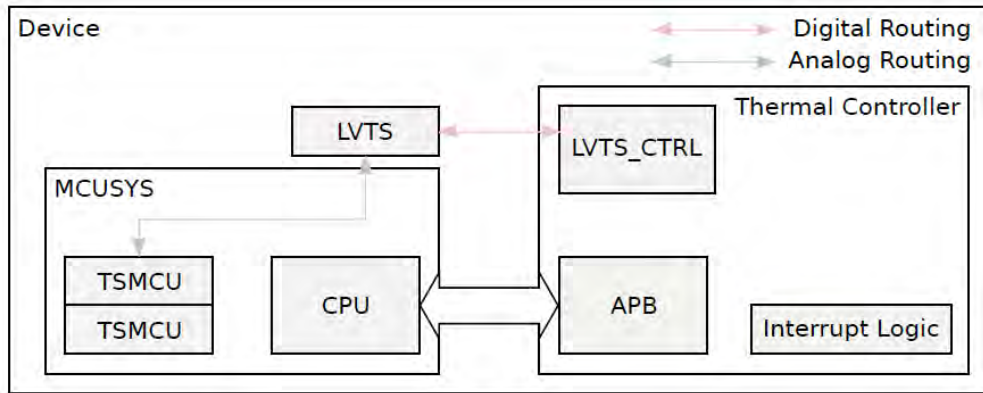 Device
Digital Routing
Analog Routing
Thermal Controller
LVTS
LVTS_CTRL
MCUSYS
TSMCU
TSMCU
CPU
APB
Interrupt Logic